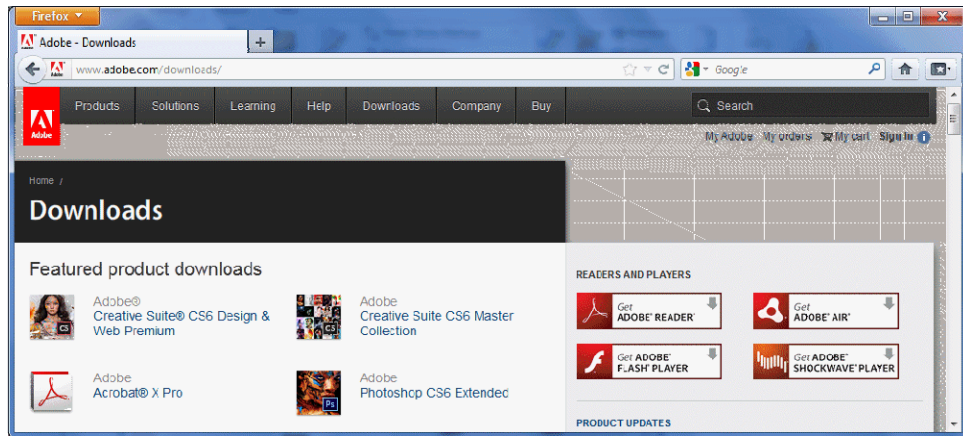 Firefox
Adobe - Downloads
www.adobe.com/downloads/
Google
Adobe
Products Solutions Learning Help Downloads Company Buy
Search
My Adobe My orders My cart Sign In
Home /
Downloads
Featured product downloads
Adobe®
Creative Suite® CS6 Design &
Web Premium
CS
Adobe
Creative Suite CS6 Master
Collection
CS
Adobe
Acrobat® X Pro
Adobe
Photoshop CS6 Extended
Ps
READERS AND PLAYERS
Get
ADOBE® READER®
Get
ADOBE® AIR®
Get ADOBE®
FLASH® PLAYER
Get ADOBE®
SHOCKWAVE® PLAYER
PRODUCT UPDATES